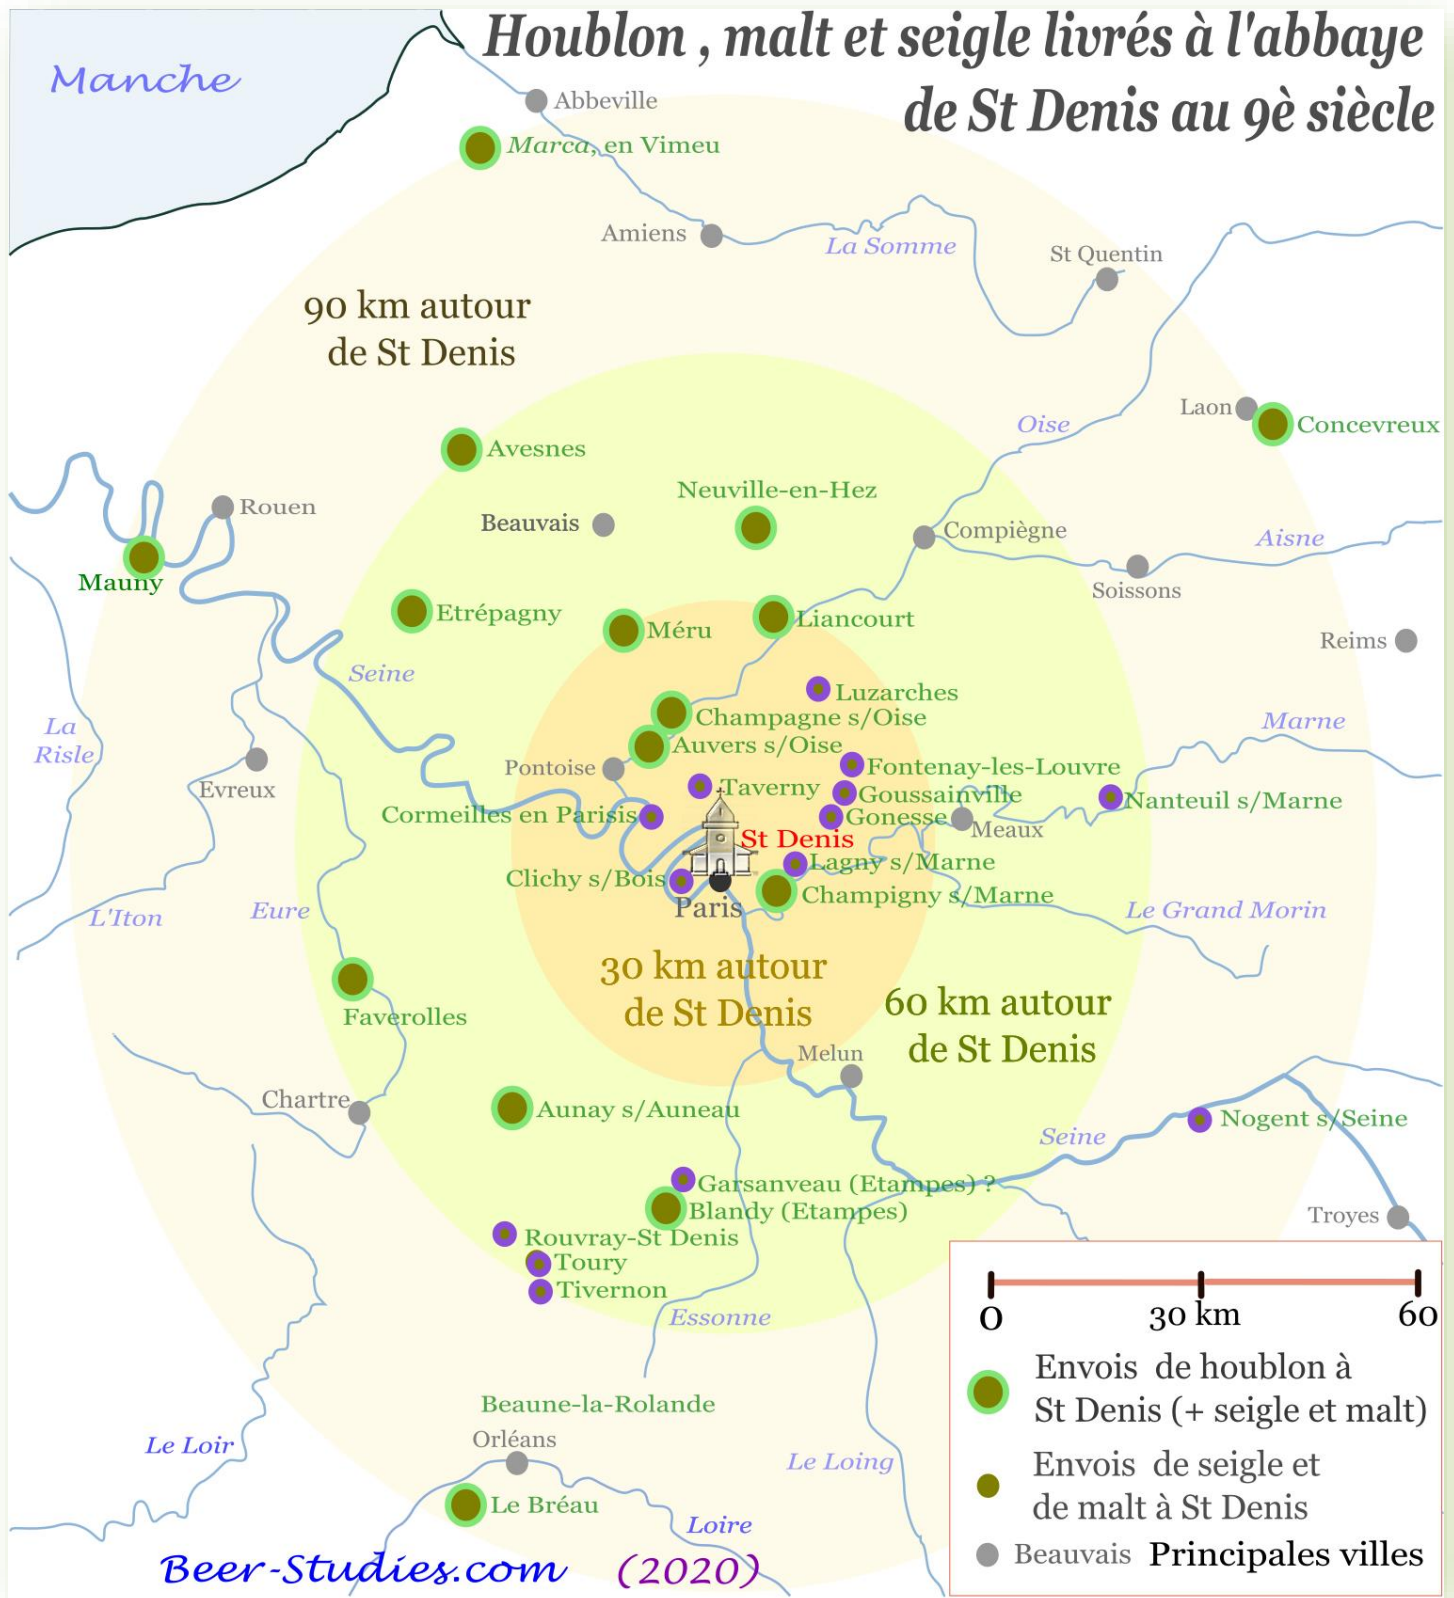 Houblon , malt et seigle livrés à l'abbaye
de St Denis au 9è siècle
Manche
Abbeville
Marca, en Vimeu
Amiens
La Somme
St Quentin
90 km autour
de St Denis
Laon
Concevreux
Oise
Avesnes
Neuville-en-Hez
Rouen
Beauvais
Compiègne
Aisne
Mauny
Soissons
Etrépagny
Méru
Liancourt
Reims
Seine
Luzarches
Champagne s/Oise
La
Risle
Marne
Auvers s/Oise
Pontoise
Fontenay-les-Louvre
Evreux
Taverny
Goussainville
Nanteuil s/Marne
Cormeilles en Parisis
Gonesse
Meaux
St Denis
Lagny s/Marne
Clichy s/Bois
Champigny s/Marne
Paris
L'Iton
Eure
Le Grand Morin
30 km autour
de St Denis
60 km autour
de St Denis
Faverolles
Melun
Chartre
Aunay s/Auneau
Nogent s/Seine
Seine
Garsanveau (Etampes) ?
Blandy (Etampes)
Troyes
Rouvray-St Denis
Toury
Tivernon
Essonne
0
30 km
60
Envois de houblon à
St Denis (+ seigle et malt)
Beaune-la-Rolande
Orléans
Le Loir
Le Loing
Envois de seigle et
de malt à St Denis
Le Bréau
Loire
Beauvais Principales villes
Beer-Studies.com (2020)